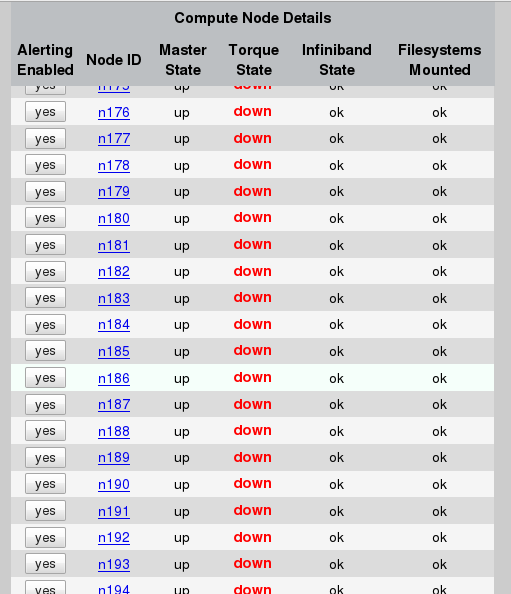 Compute Node Details
Alerting Enabled Node ID Master State Torque State Infiniband State Filesystems Mounted
yes n175 up down ok ok
yes n176 up down ok ok
yes n177 up down ok ok
yes n178 up down ok ok
yes n179 up down ok ok
yes n180 up down ok ok
yes n181 up down ok ok
yes n182 up down ok ok
yes n183 up down ok ok
yes n184 up down ok ok
yes n185 up down ok ok
yes n186 up down ok ok
yes n187 up down ok ok
yes n188 up down ok ok
yes n189 up down ok ok
yes n190 up down ok ok
yes n191 up down ok ok
yes n192 up down ok ok
yes n193 up down ok ok
yes n194 up down ok ok